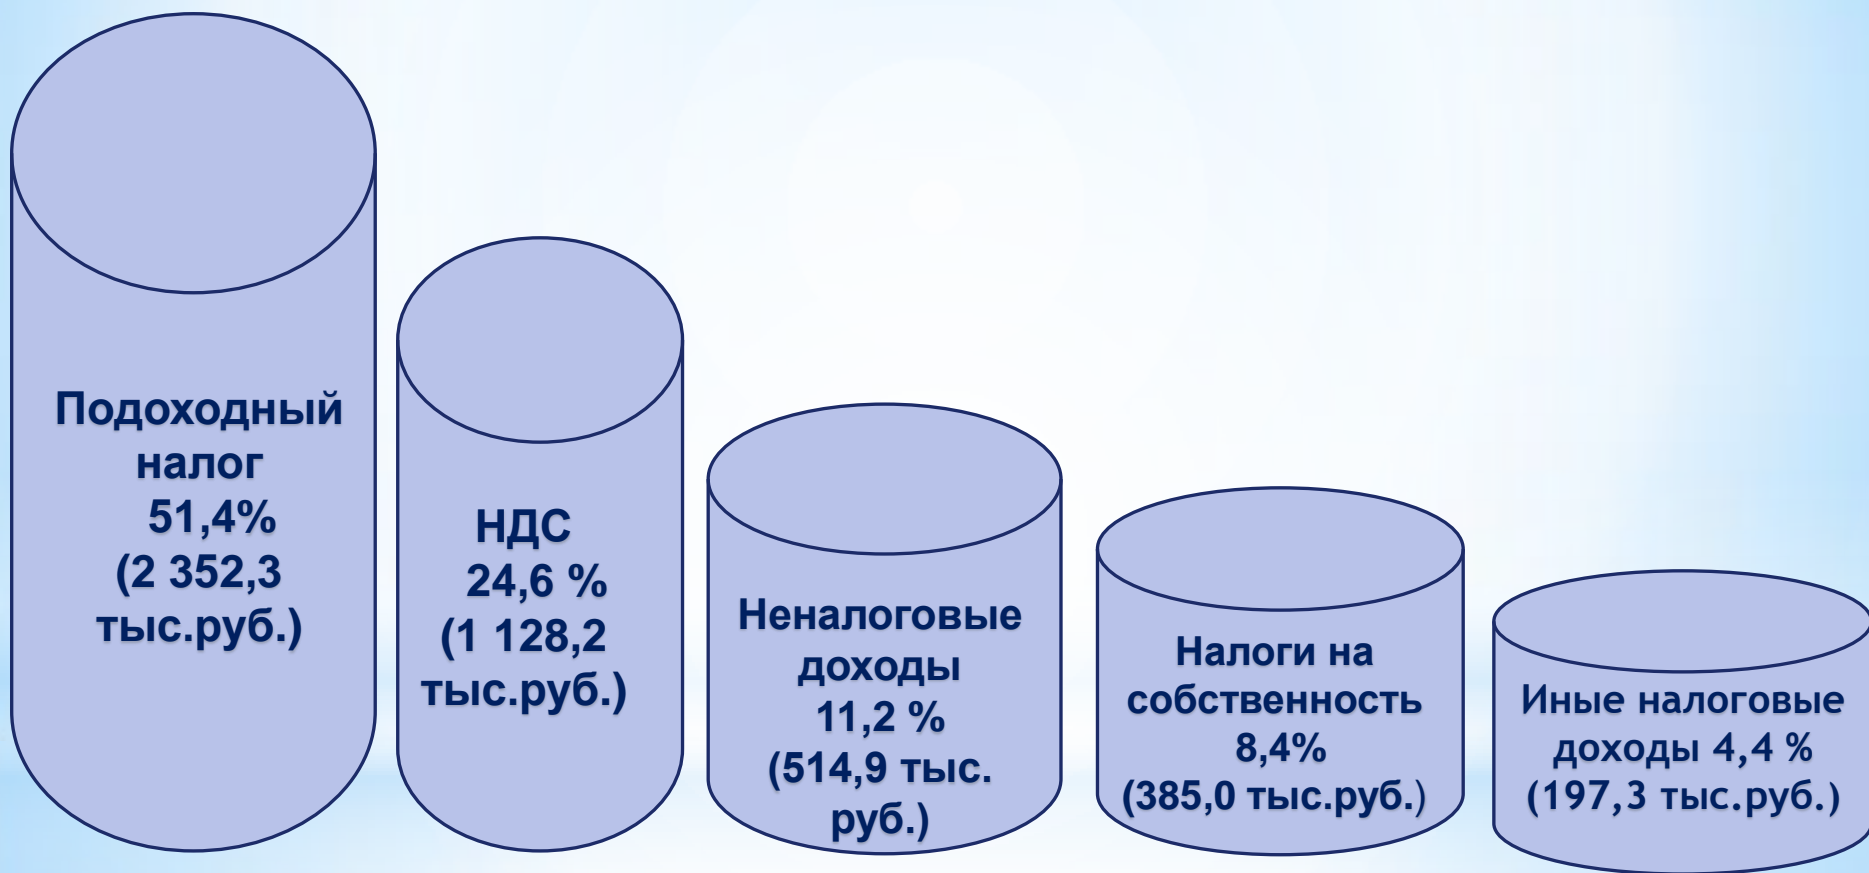 Подоходный
налог
51,4%
(2 352,3
тыс.руб.)
НДС
24,6 %
(1 128,2
тыс.руб.)
Неналоговые
доходы
11,2 %
(514,9 тыс.
руб.)
Налоги на
собственность
8,4%
(385,0 тыс.руб.)
Иные налоговые
доходы 4,4 %
(197,3 тыс.руб.)